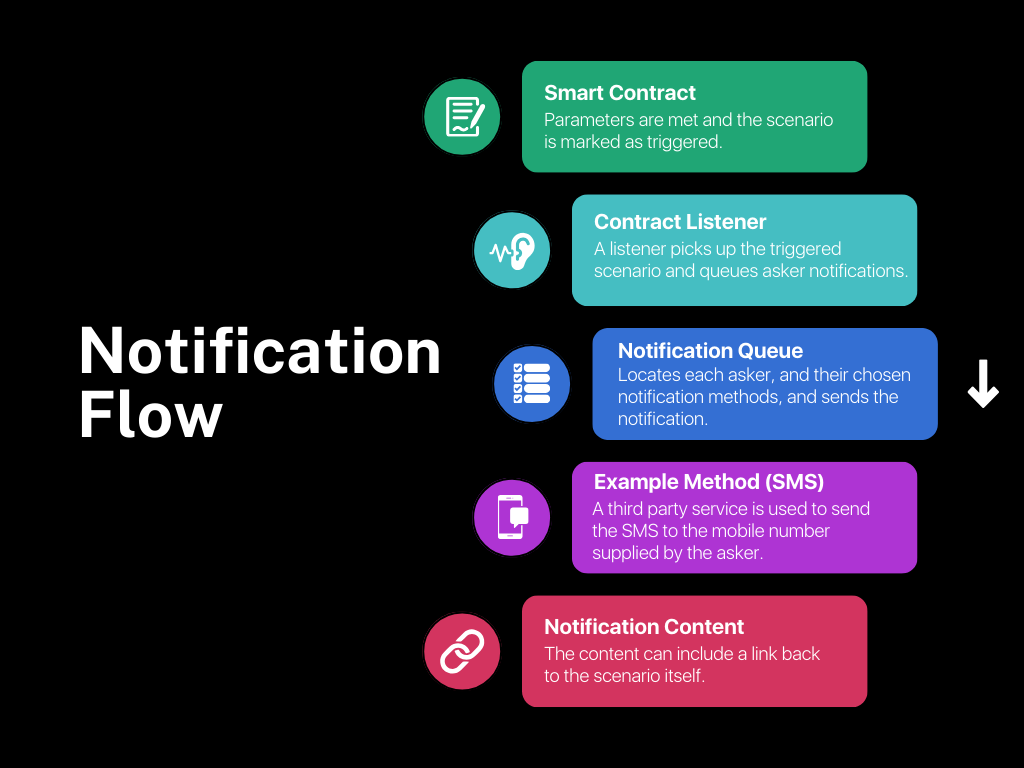 Notification
Flow
Smart Contract
Parameters are met and the scenario
is marked as triggered.
Contract Listener
A listener picks up the triggered
scenario and queues asker notifications.
Notification Queue
Locates each asker, and their chosen
notification methods, and sends the
notification.
Example Method (SMS)
A third party service is used to send
the SMS to the mobile number
supplied by the asker.
Notification Content
The content can include a link back
to the scenario itself.